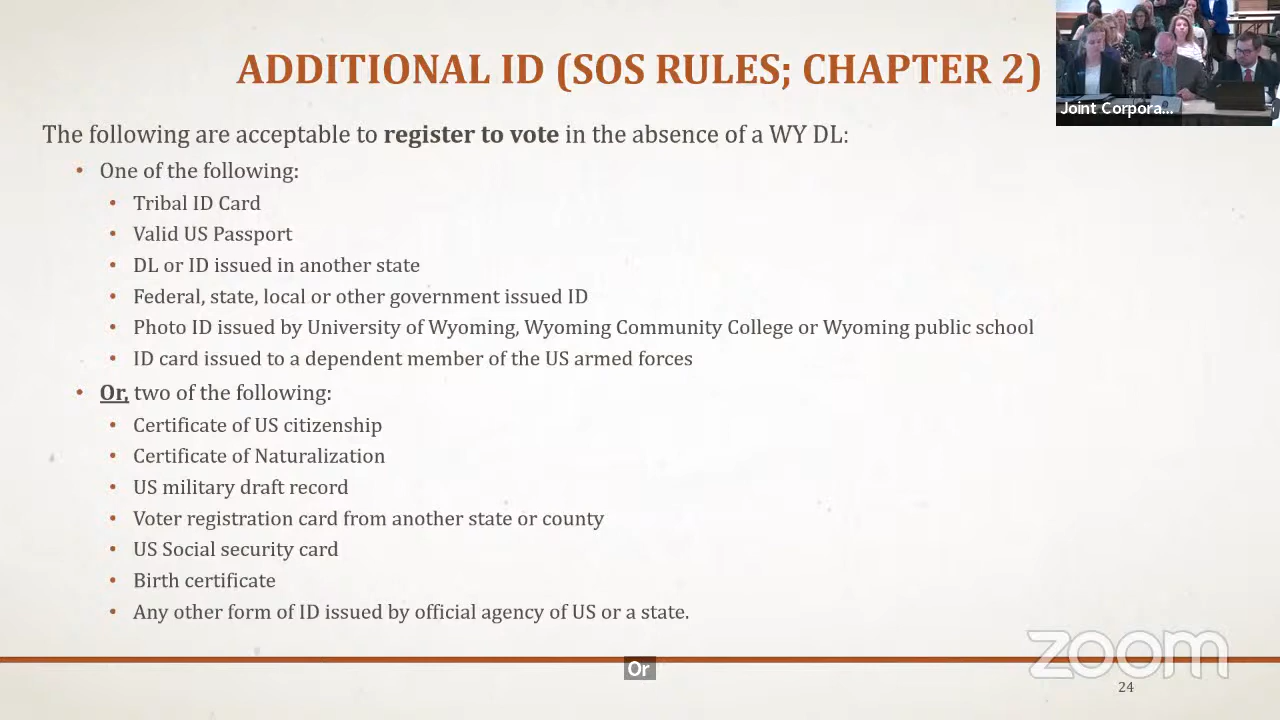 ADDITIONAL ID (SOS RULES; CHAPTER 2)
Joint Corpora...
The following are acceptable to register to vote in the absence of a WY DL:
• One of the following:
• Tribal ID Card
• Valid US Passport
• DL or ID issued in another state
• Federal, state, local or other government issued ID
• Photo ID issued by University of Wyoming, Wyoming Community College or Wyoming public school
• ID card issued to a dependent member of the US armed forces
• Or, two of the following:
• Certificate of US citizenship
• Certificate of Naturalization
• US military draft record
• Voter registration card from another state or county
• US Social security card
• Birth certificate
• Any other form of ID issued by official agency of US or a state.
zoom
Or
24